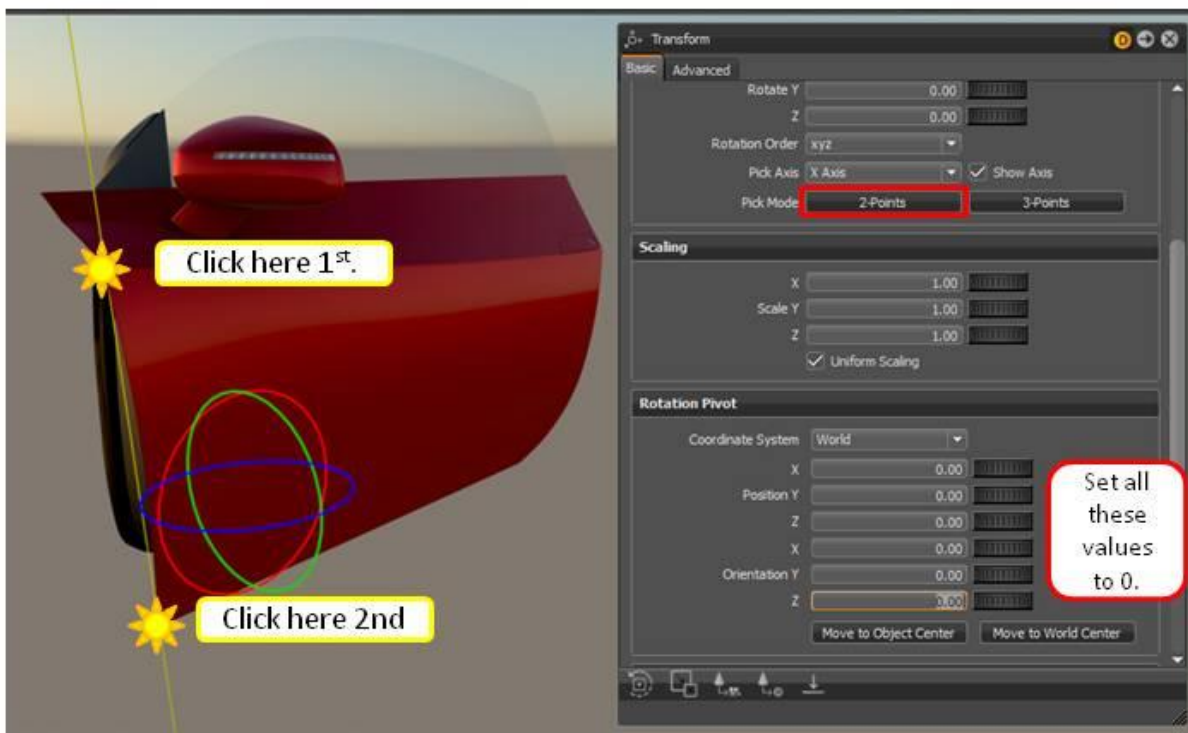 Transform
Basic Advanced
Rotate Y 0.00
Z 0.00
Rotation Order xyz
Pick Axis X Axis Show Axis
Pick Mode 2-Points 3-Points
Scaling
X 1.00
Scale Y 1.00
Z 1.00
Uniform Scaling
Rotation Pivot
Coordinate System World
X 0.00
Position Y 0.00
Z 0.00
X 0.00
Orientation Y 0.00
Z 0.00
Move to Object Center Move to World Center
Click here 1st.
Click here 2nd
Set all
these
values
to 0.